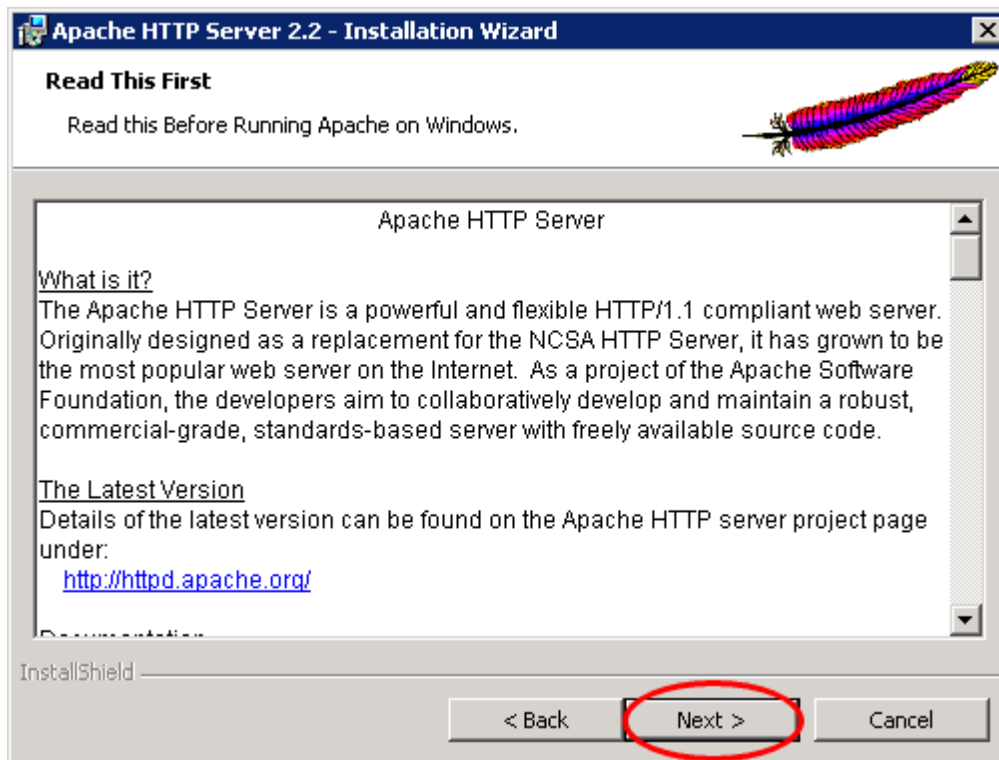 Apache HTTP Server 2.2 - Installation Wizard
Read This First
Read this Before Running Apache on Windows.
Apache HTTP Server
What is it?
The Apache HTTP Server is a powerful and flexible HTTP/1.1 compliant web server.
Originally designed as a replacement for the NCSA HTTP Server, it has grown to be
the most popular web server on the Internet.  As a project of the Apache Software
Foundation, the developers aim to collaboratively develop and maintain a robust,
commercial-grade, standards-based server with freely available source code.
The Latest Version
Details of the latest version can be found on the Apache HTTP server project page
under:
http://httpd.apache.org/
Documentation
InstallShield
< Back
Next >
Cancel